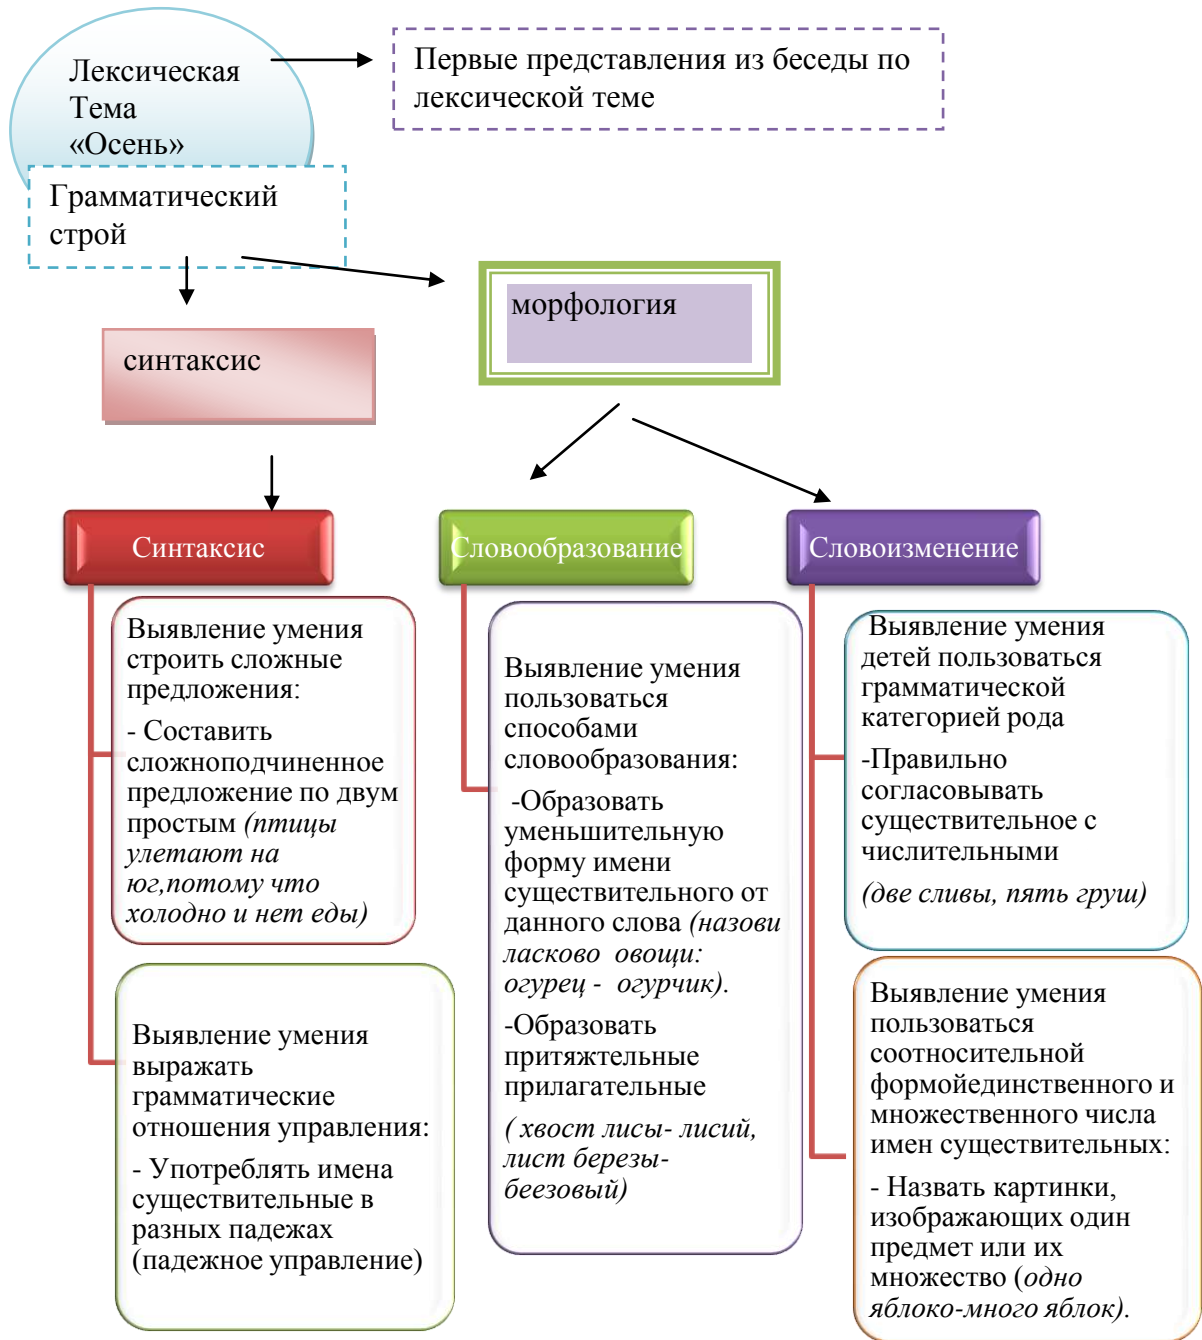 Лексическая
Тема
«Осень»
Первые представления из беседы по
лексической теме
Грамматический
строй
морфология
синтаксис
Синтаксис
Выявление умения
строить сложные
предложения:
- Составить
сложноподчиненное
предложение по двум
простым (птицы
улетают на
юг,потому что
холодно и нет еды)
Выявление умения
выражать
грамматические
отношения управления:
- Употреблять имена
существительные в
разных падежах
(падежное управление)
Словообразование
Выявление умения
пользоваться
способами
словообразования:
-Образовать
уменьшительную
форму имени
существительного от
данного слова (назови
ласково овощи:
огурец - огурчик).
-Образовать
притяжтельные
прилагательные
( хвост лисы- лисий,
лист березы-
беезовый)
Словоизменение
Выявление умения
детей пользоваться
грамматической
категорией рода
-Правильно
согласовывать
существительное с
числительными
(две сливы, пять груш)
Выявление умения
пользоваться
соотносительной
формойединственного и
множественного числа
имен существительных:
- Назвать картинки,
изображающих один
предмет или их
множество (одно
яблоко-много яблок).